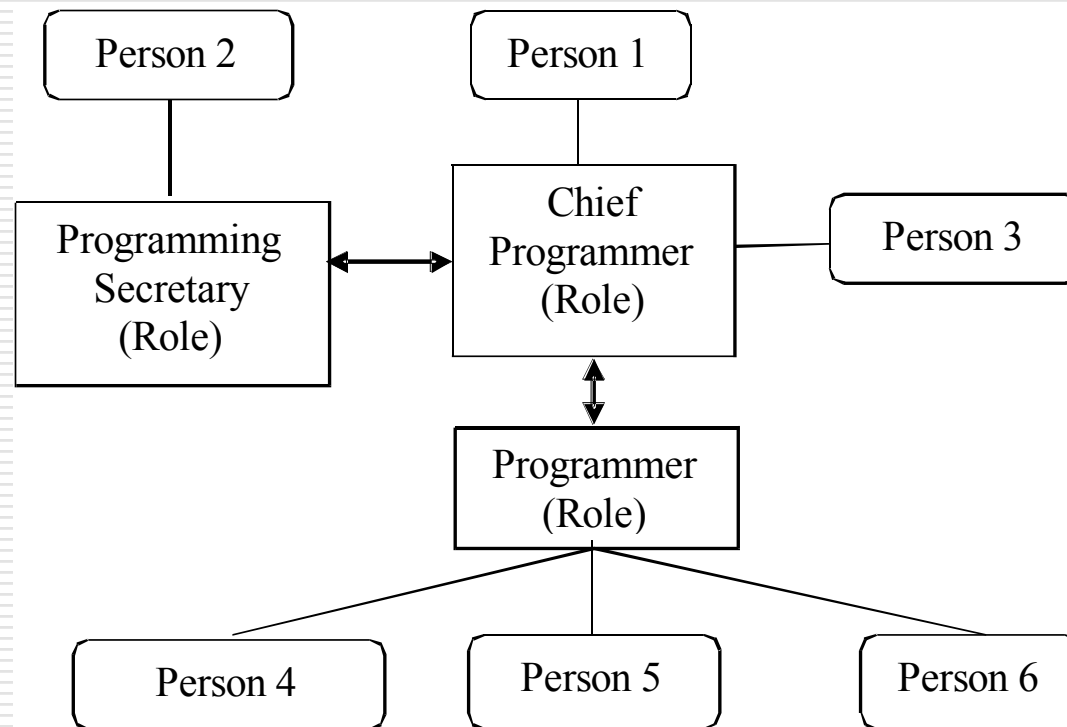 Person 2
Person 1
Chief
Programmer
(Role)
Person 3
Programming
Secretary
(Role)
Programmer
(Role)
Person 4
Person 5
Person 6